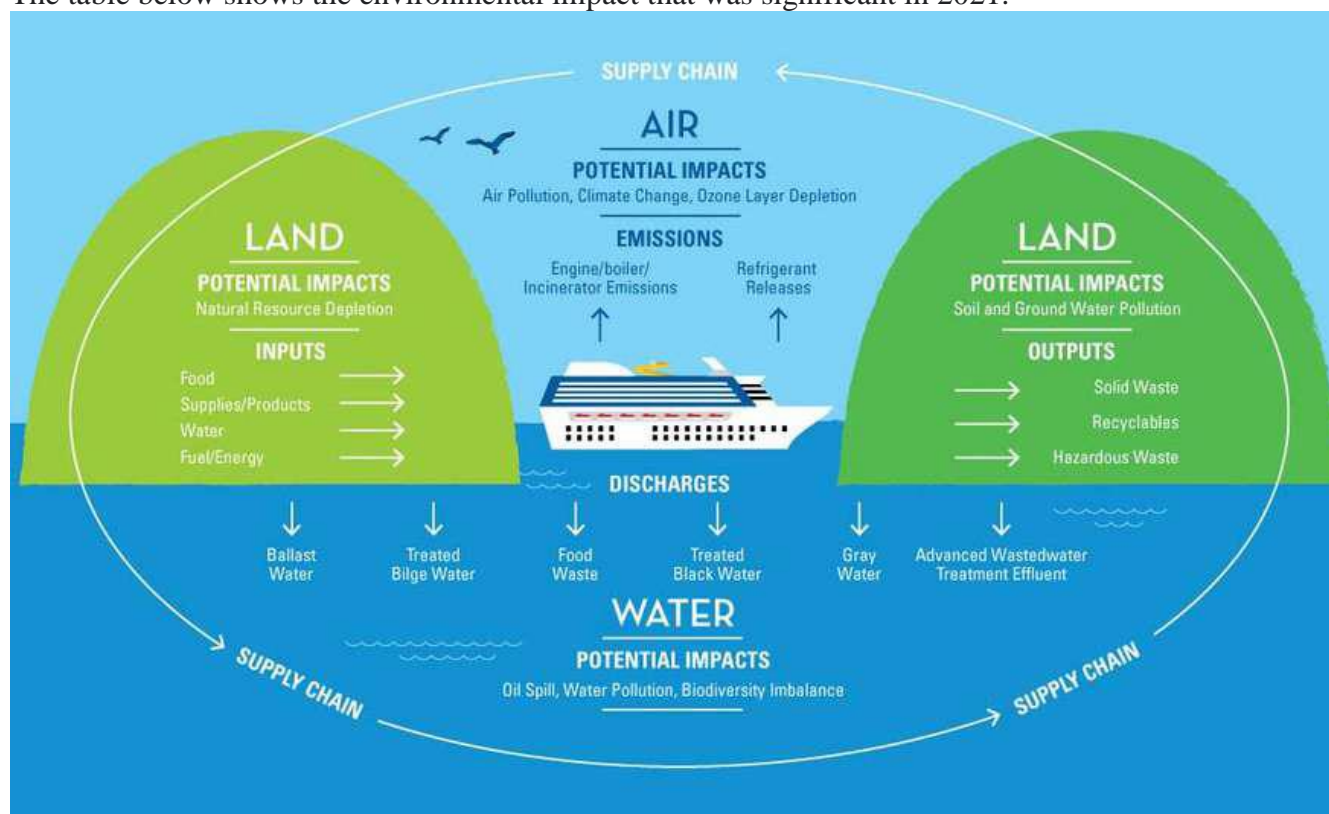 The table below shows the environmental impact that was significant in 2021.
SUPPLY CHAIN
AIR
POTENTIAL IMPACTS
Air Pollution, Climate Change, Ozone Layer Depletion
EMISSIONS
Engine/boiler/
Incinerator Emissions
Refrigerant
Releases
LAND
POTENTIAL IMPACTS
Natural Resource Depletion
INPUTS
Food
Supplies/Products
Water
Fuel/Energy
LAND
POTENTIAL IMPACTS
Soil and Ground Water Pollution
OUTPUTS
Solid Waste
Recyclables
Hazardous Waste
DISCHARGES
Ballast
Water
Treated
Bilge Water
Food
Waste
Treated
Black Water
Gray
Water
Advanced Wastedwater
Treatment Effluent
WATER
POTENTIAL IMPACTS
Oil Spill, Water Pollution, Biodiversity Imbalance
SUPPLY CHAIN
SUPPLY CHAIN